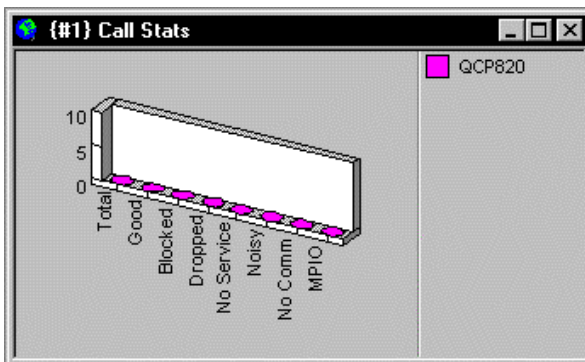 {#1} Call Stats
QCP820
10
5
0
Total
Good
Blocked
Dropped
No Service
Noisy
No Comm
MPIO